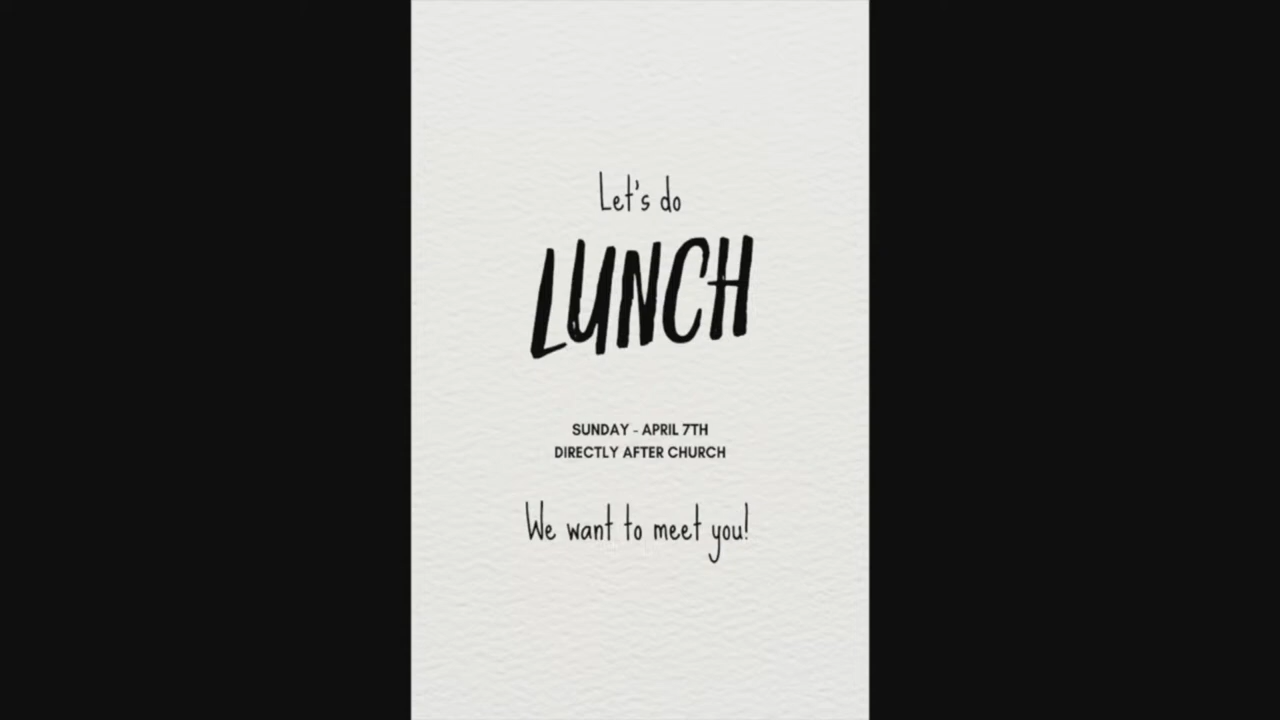 Let's do
LUNCH
SUNDAY - APRIL 7TH
DIRECTLY AFTER CHURCH
We want to meet you!